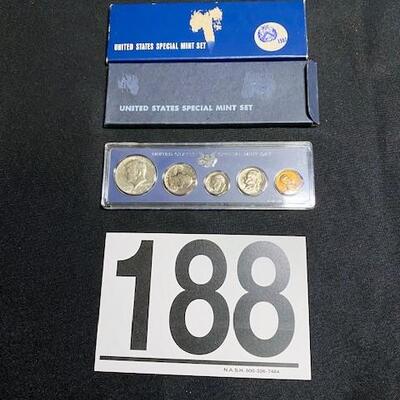 UNITED STATES SPECIAL MINT SET
UNITED STATES SPECIAL MINT SET
UNITED STATES SPECIAL MINT SET
188
N.A.S.H. 800-326-7484